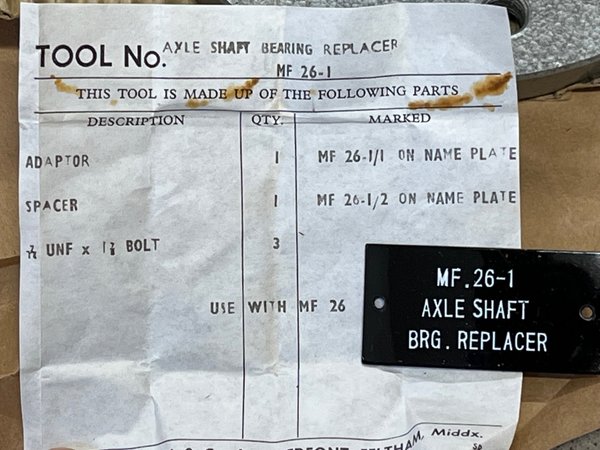 TOOL No. AXLE SHAFT BEARING REPLACER
MF 26-1
THIS TOOL IS MADE UP OF THE FOLLOWING PARTS
DESCRIPTION QTY. MARKED
ADAPTOR 1 MF 26-1/1 ON NAME PLATE
SPACER 1 MF 26-1/2 ON NAME PLATE
UNF x BOLT 3
USE WITH MF 26
MF.26-1
AXLE SHAFT
BRG. REPLACER
FELTHAM, Middx.